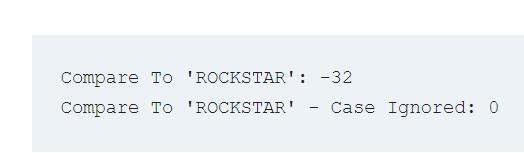 Compare To 'ROCKSTAR': -32
Compare To 'ROCKSTAR' - Case Ignored: 0